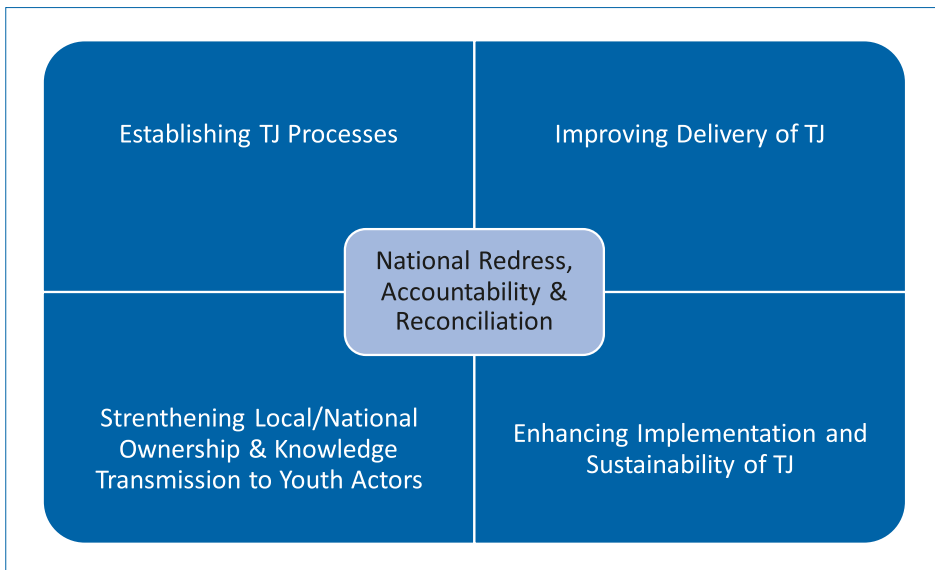 Establishing TJ Processes
Improving Delivery of TJ
National Redress,
Accountability &
Reconciliation
Strenthening Local/National
Ownership & Knowledge
Transmission to Youth Actors
Enhancing Implementation and
Sustainability of TJ